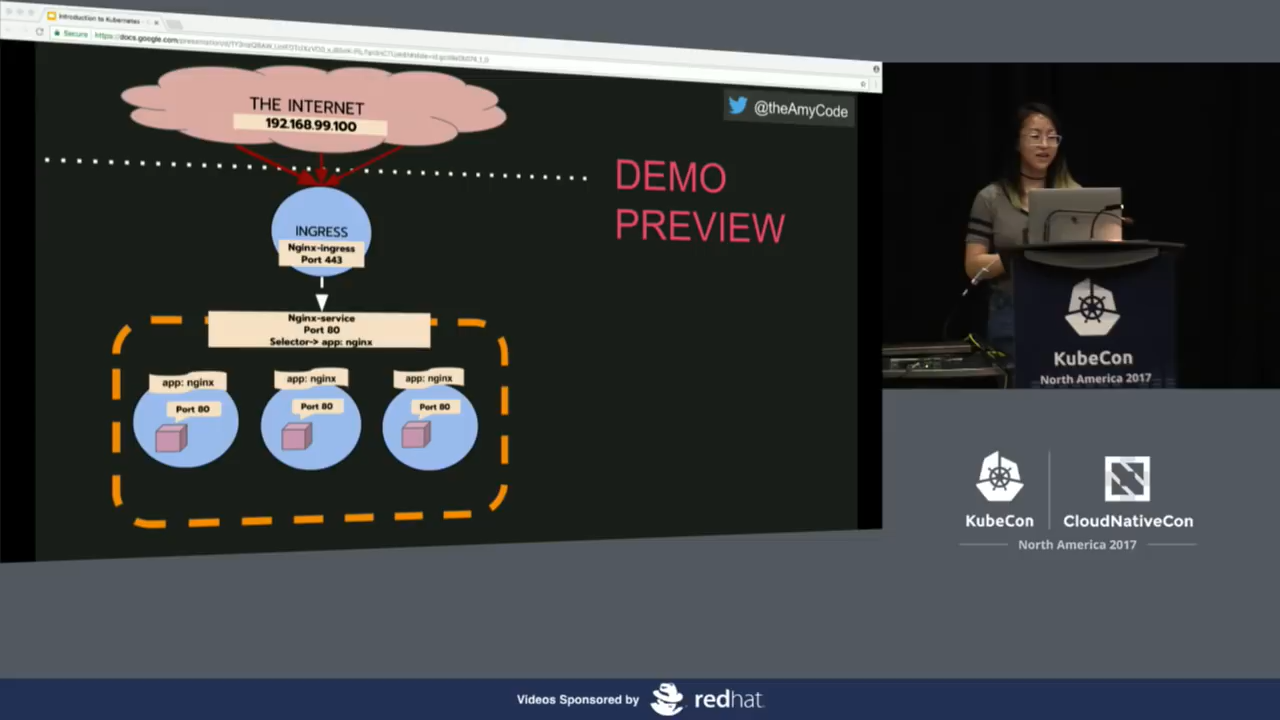 Introduction to Kubernetes
Secure
THE INTERNET
192.168.99.100
@theAmyCode
DEMO
PREVIEW
INGRESS
Nginx-ingress
Port 443
Nginx-service
Port 80
Selector-> app: nginx
app: nginx
app: nginx
app: nginx
Port 80
Port 80
Port 80
KubeCon
North America 2017
KubeCon
CloudNativeCon
North America 2017
Videos Sponsored by
redhat